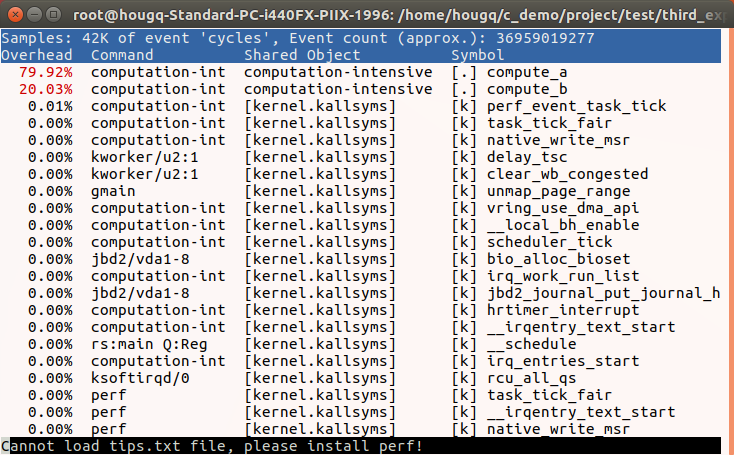 root@hougq-Standard-PC-i440FX-PIIX-1996: /home/hougq/c_demo/project/test/third_exp
Samples: 42K of event 'cycles', Event count (approx.): 36959019277
Overhead  Command          Shared Object          Symbol
79.92%  computation-int  computation-intensive  [.] compute_a
20.03%  computation-int  computation-intensive  [.] compute_b
0.01%  computation-int  [kernel.kallsyms]  [k] perf_event_task_tick
0.00%  computation-int  [kernel.kallsyms]  [k] task_tick_fair
0.00%  computation-int  [kernel.kallsyms]  [k] native_write_msr
0.00%  kworker/u2:1  [kernel.kallsyms]  [k] delay_tsc
0.00%  kworker/u2:1  [kernel.kallsyms]  [k] clear_wb_congested
0.00%  gmain  [kernel.kallsyms]  [k] unmap_page_range
0.00%  computation-int  [kernel.kallsyms]  [k] vring_use_dma_api
0.00%  computation-int  [kernel.kallsyms]  [k] __local_bh_enable
0.00%  computation-int  [kernel.kallsyms]  [k] scheduler_tick
0.00%  jbd2/vda1-8  [kernel.kallsyms]  [k] bio_alloc_bioset
0.00%  computation-int  [kernel.kallsyms]  [k] irq_work_run_list
0.00%  jbd2/vda1-8  [kernel.kallsyms]  [k] jbd2_journal_put_journal_h
0.00%  computation-int  [kernel.kallsyms]  [k] hrtimer_interrupt
0.00%  computation-int  [kernel.kallsyms]  [k] __irqentry_text_start
0.00%  rs:main Q:Reg  [kernel.kallsyms]  [k] __schedule
0.00%  computation-int  [kernel.kallsyms]  [k] irq_entries_start
0.00%  ksoftirqd/0  [kernel.kallsyms]  [k] rcu_all_qs
0.00%  perf  [kernel.kallsyms]  [k] task_tick_fair
0.00%  perf  [kernel.kallsyms]  [k] __irqentry_text_start
0.00%  perf  [kernel.kallsyms]  [k] native_write_msr
Cannot load tips.txt file, please install perf!